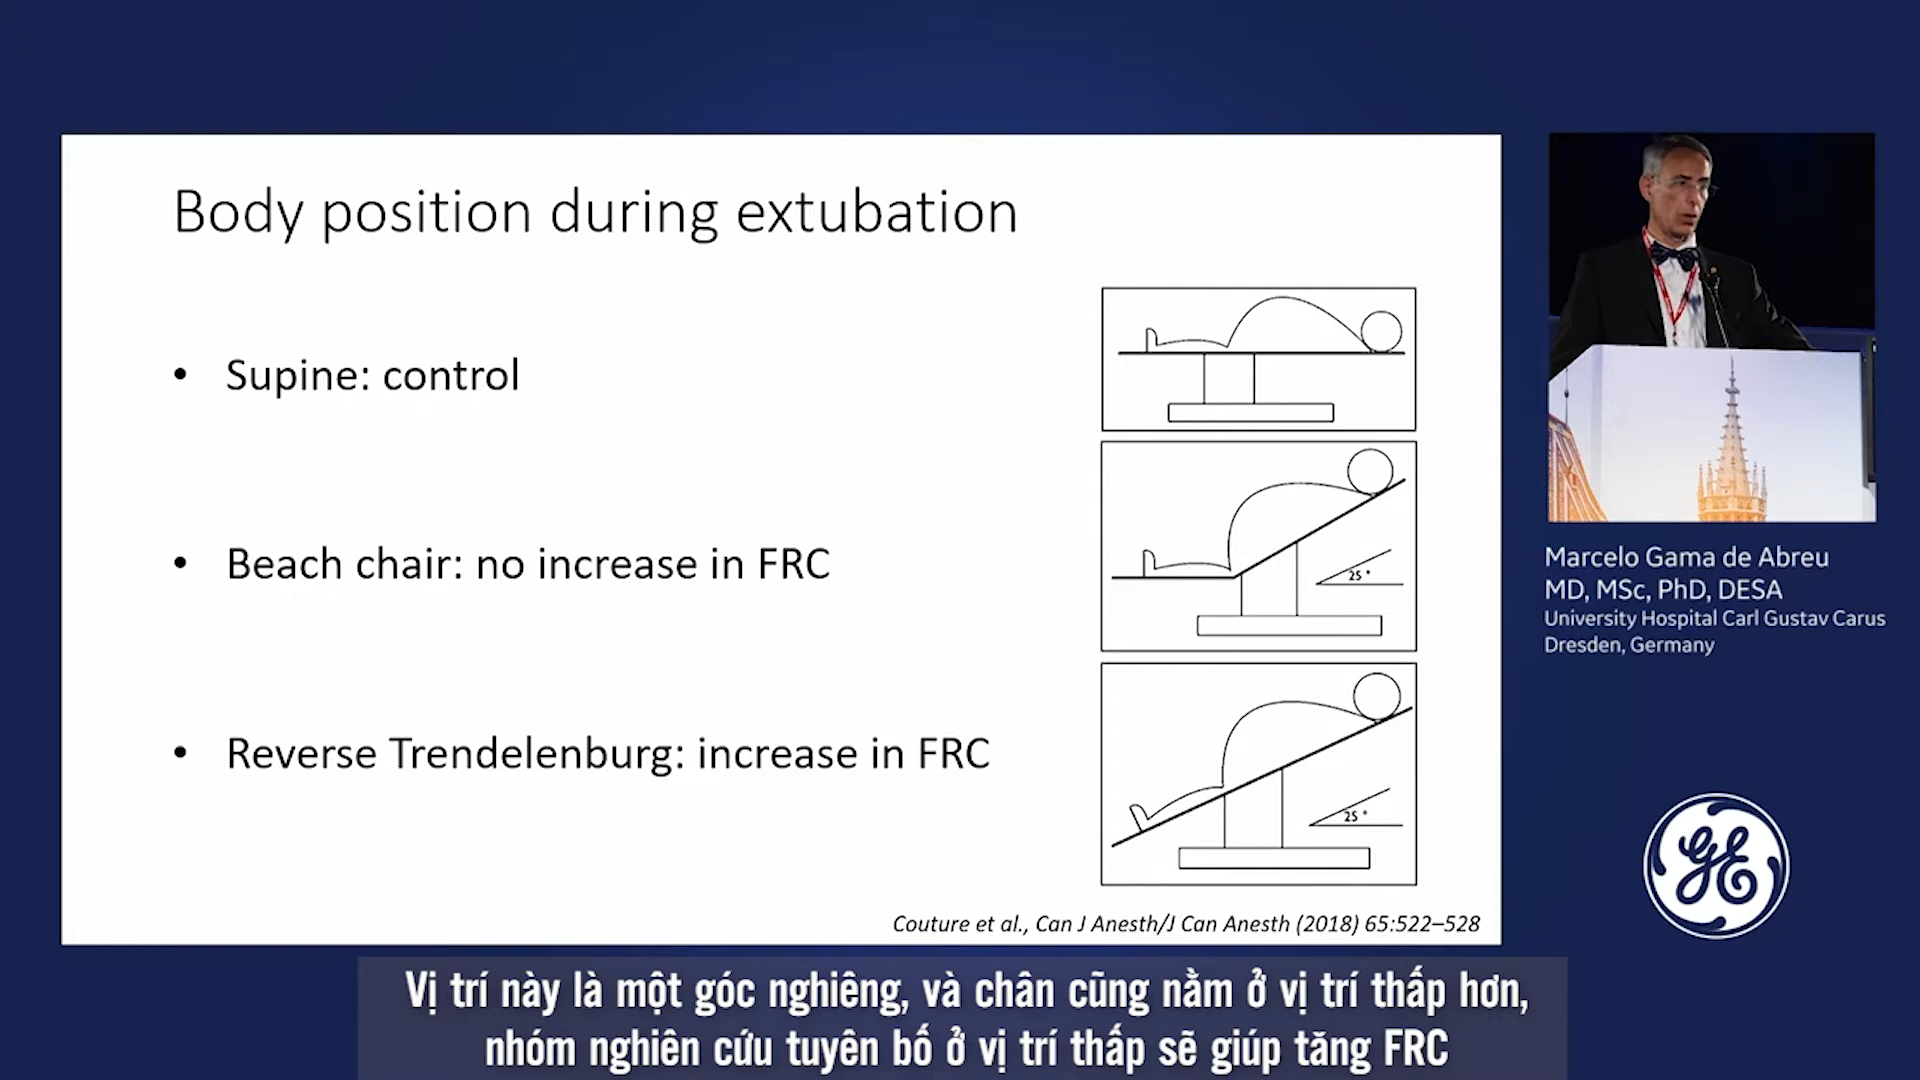 Body position during extubation
• Supine: control
• Beach chair: no increase in FRC
25°
• Reverse Trendelenburg: increase in FRC
25°
Couture et al., Can J Anesth/J Can Anesth (2018) 65:522–528
Marcelo Gama de Abreu
MD, MSc, PhD, DESA
University Hospital Carl Gustav Carus
Dresden, Germany
GE
Vị trí này là một góc nghiêng, và chân cũng nằm ở vị trí thấp hơn,
nhóm nghiên cứu tuyên bố ở vị trí thấp sẽ giúp tăng FRC